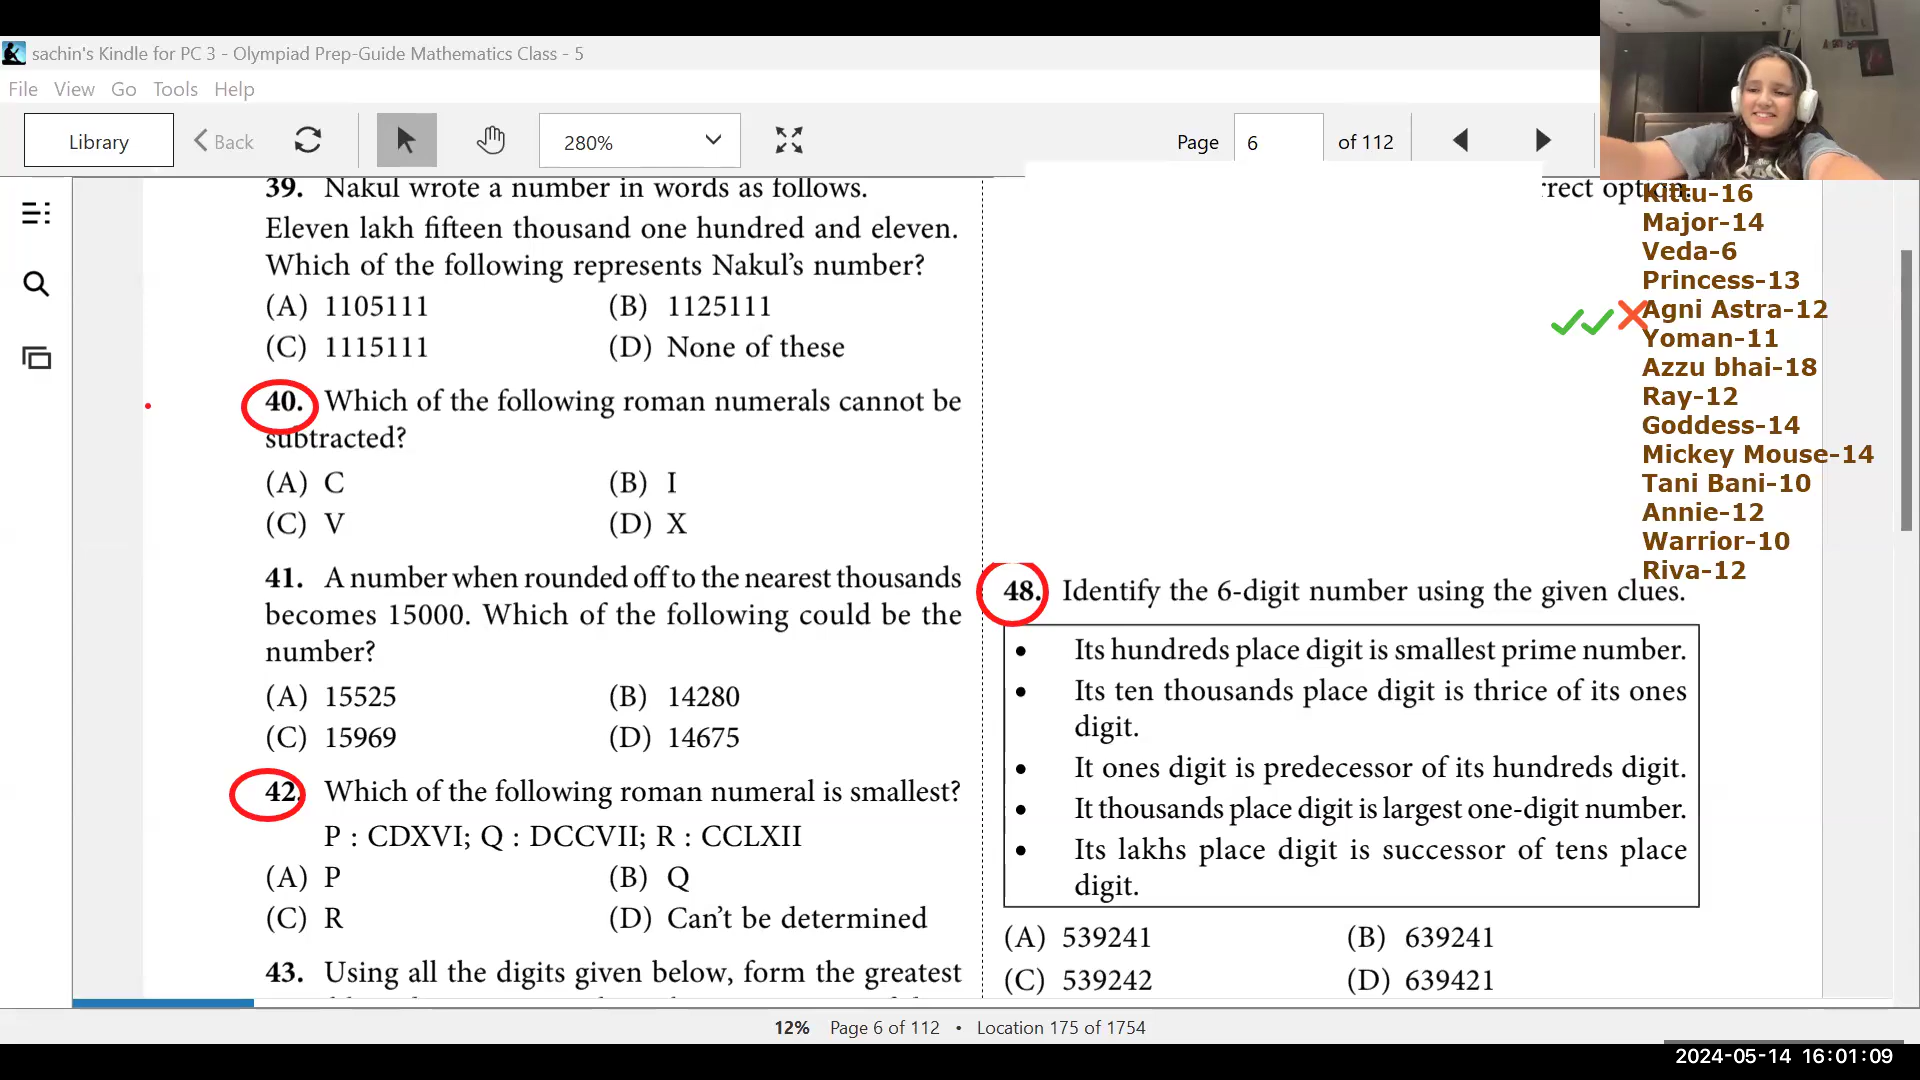 sachin's Kindle for PC 3 - Olympiad Prep-Guide Mathematics Class - 5
File View Go Tools Help
Library Back 280% Page 6 of 112
39. Nakul wrote a number in words as follows.
Eleven lakh fifteen thousand one hundred and eleven.
Which of the following represents Nakul's number?
(A) 1105111 (B) 1125111
(C) 1115111 (D) None of these
40. Which of the following roman numerals cannot be
subtracted?
(A) C (B) I
(C) V (D) X
41. A number when rounded off to the nearest thousands
becomes 15000. Which of the following could be the
number?
(A) 15525 (B) 14280
(C) 15969 (D) 14675
42. Which of the following roman numeral is smallest?
P : CDXVI; Q : DCCVII; R : CCLXII
(A) P (B) Q
(C) R (D) Can't be determined
43. Using all the digits given below, form the greatest
48. Identify the 6-digit number using the given clues.
• Its hundreds place digit is smallest prime number.
• Its ten thousands place digit is thrice of its ones
digit.
• It ones digit is predecessor of its hundreds digit.
• It thousands place digit is largest one-digit number.
• Its lakhs place digit is successor of tens place
digit.
(A) 539241 (B) 639241
(C) 539242 (D) 639421
Kittu-16
Major-14
Veda-6
Princess-13
Agni Astra-12
Yoman-11
Azzu bhai-18
Ray-12
Goddess-14
Mickey Mouse-14
Tani Bani-10
Annie-12
Warrior-10
Riva-12
12% Page 6 of 112 • Location 175 of 1754
2024-05-14 16:01:09